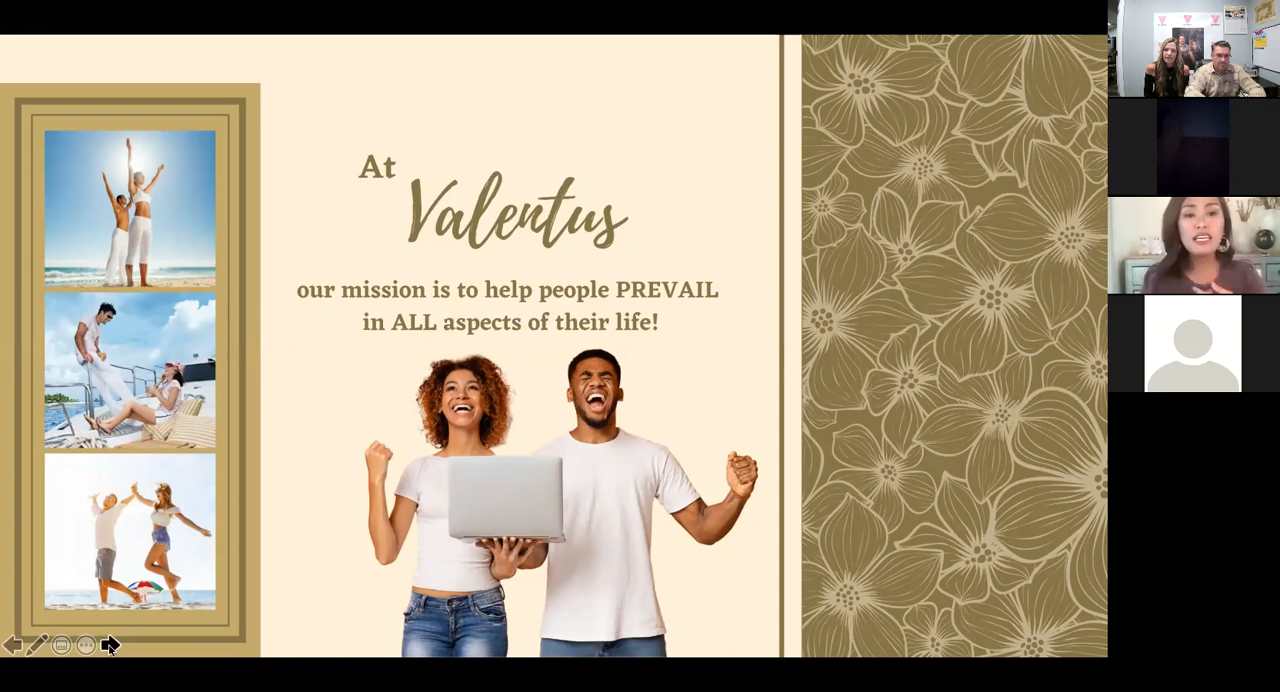 At
Valentus
our mission is to help people PREVAIL
in ALL aspects of their life!